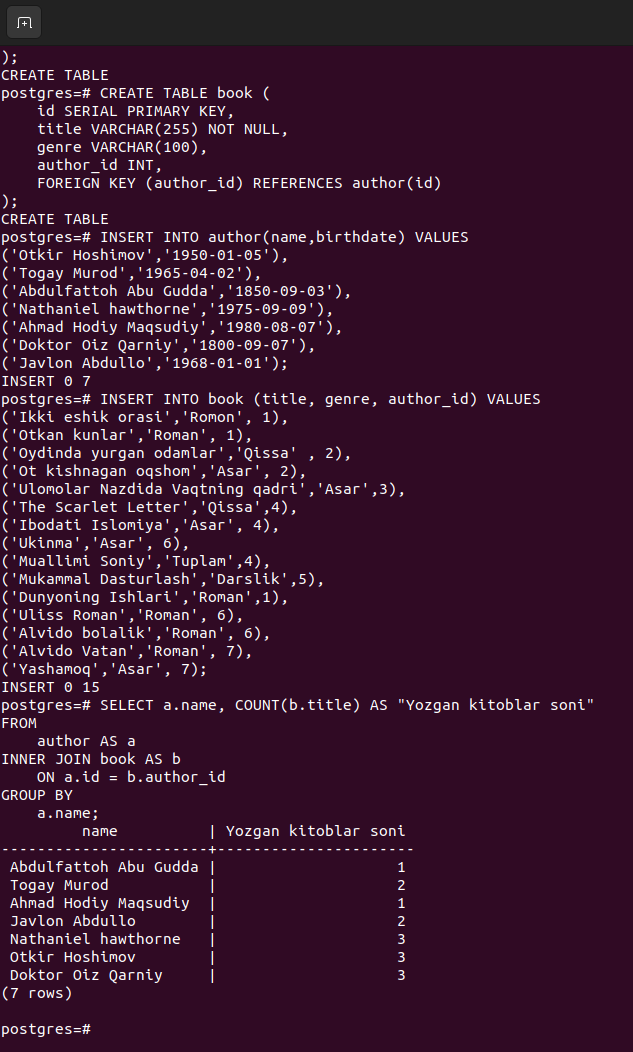 );
CREATE TABLE
postgres=# CREATE TABLE book (
    id SERIAL PRIMARY KEY,
    title VARCHAR(255) NOT NULL,
    genre VARCHAR(100),
    author_id INT,
    FOREIGN KEY (author_id) REFERENCES author(id)
);
CREATE TABLE
postgres=# INSERT INTO author(name,birthdate) VALUES
('Otkir Hoshimov','1950-01-05'),
('Togay Murod','1965-04-02'),
('Abdulfattoh Abu Gudda','1850-09-03'),
('Nathaniel hawthorne','1975-09-09'),
('Ahmad Hodiy Maqsudiy','1980-08-07'),
('Doktor Oiz Qarniy','1800-09-07'),
('Javlon Abdullo','1968-01-01');
INSERT 0 7
postgres=# INSERT INTO book (title, genre, author_id) VALUES
('Ikki eshik orasi','Romon', 1),
('Otkan kunlar','Roman', 1),
('Oydinda yurgan odamlar','Qissa' , 2),
('Ot kishnagan oqshom','Asar', 2),
('Ulomolar Nazdida Vaqtning qadri','Asar',3),
('The Scarlet Letter','Qissa',4),
('Ibodati Islomiya','Asar', 4),
('Ukinma','Asar', 6),
('Muallimi Soniy','Tuplam',4),
('Mukammal Dasturlash','Darslik',5),
('Dunyoning Ishlari','Roman',1),
('Uliss Roman','Roman', 6),
('Alvido bolalik','Roman', 6),
('Alvido Vatan','Roman', 7),
('Yashamoq','Asar', 7);
INSERT 0 15
postgres=# SELECT a.name, COUNT(b.title) AS "Yozgan kitoblar soni"
FROM
    author AS a
INNER JOIN book AS b
    ON a.id = b.author_id
GROUP BY
    a.name;
         name          | Yozgan kitoblar soni
-----------------------+----------------------
 Abdulfattoh Abu Gudda |                    1
 Togay Murod           |                    2
 Ahmad Hodiy Maqsudiy  |                    1
 Javlon Abdullo        |                    2
 Nathaniel hawthorne   |                    3
 Otkir Hoshimov        |                    3
 Doktor Oiz Qarniy     |                    3
(7 rows)
postgres=#